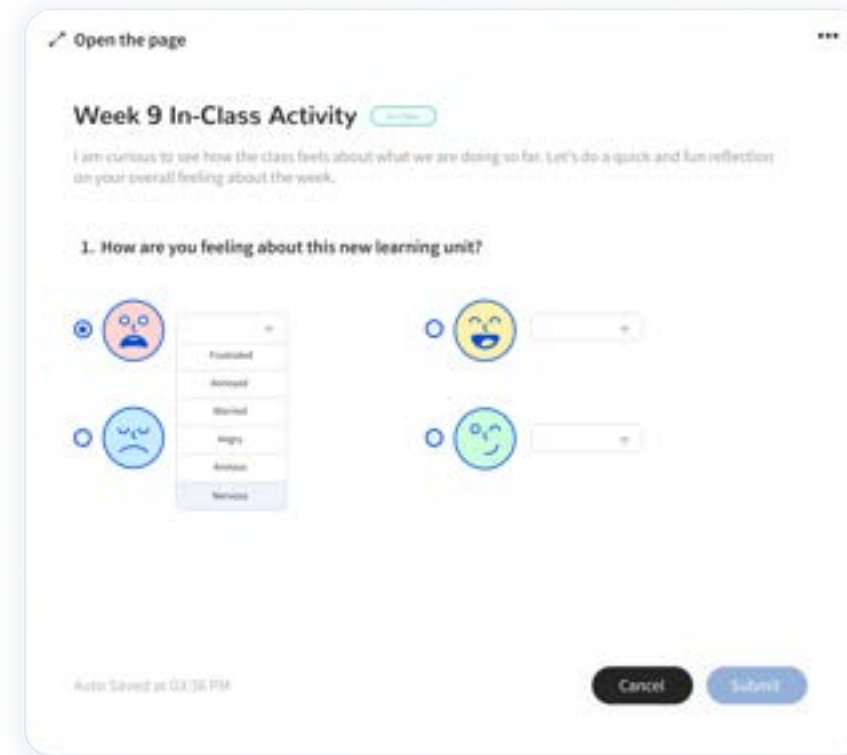 Open the page
Week 9 In-Class Activity
I am curious to see how the class feels about what we are doing so far. Let's do a quick and fun reflection
on your overall feeling about the week.
1. How are you feeling about this new learning unit?
Frustrated
Annoyed
Worried
Angry
Anxious
Nervous
Auto Saved at 03:36 PM
Cancel
Submit